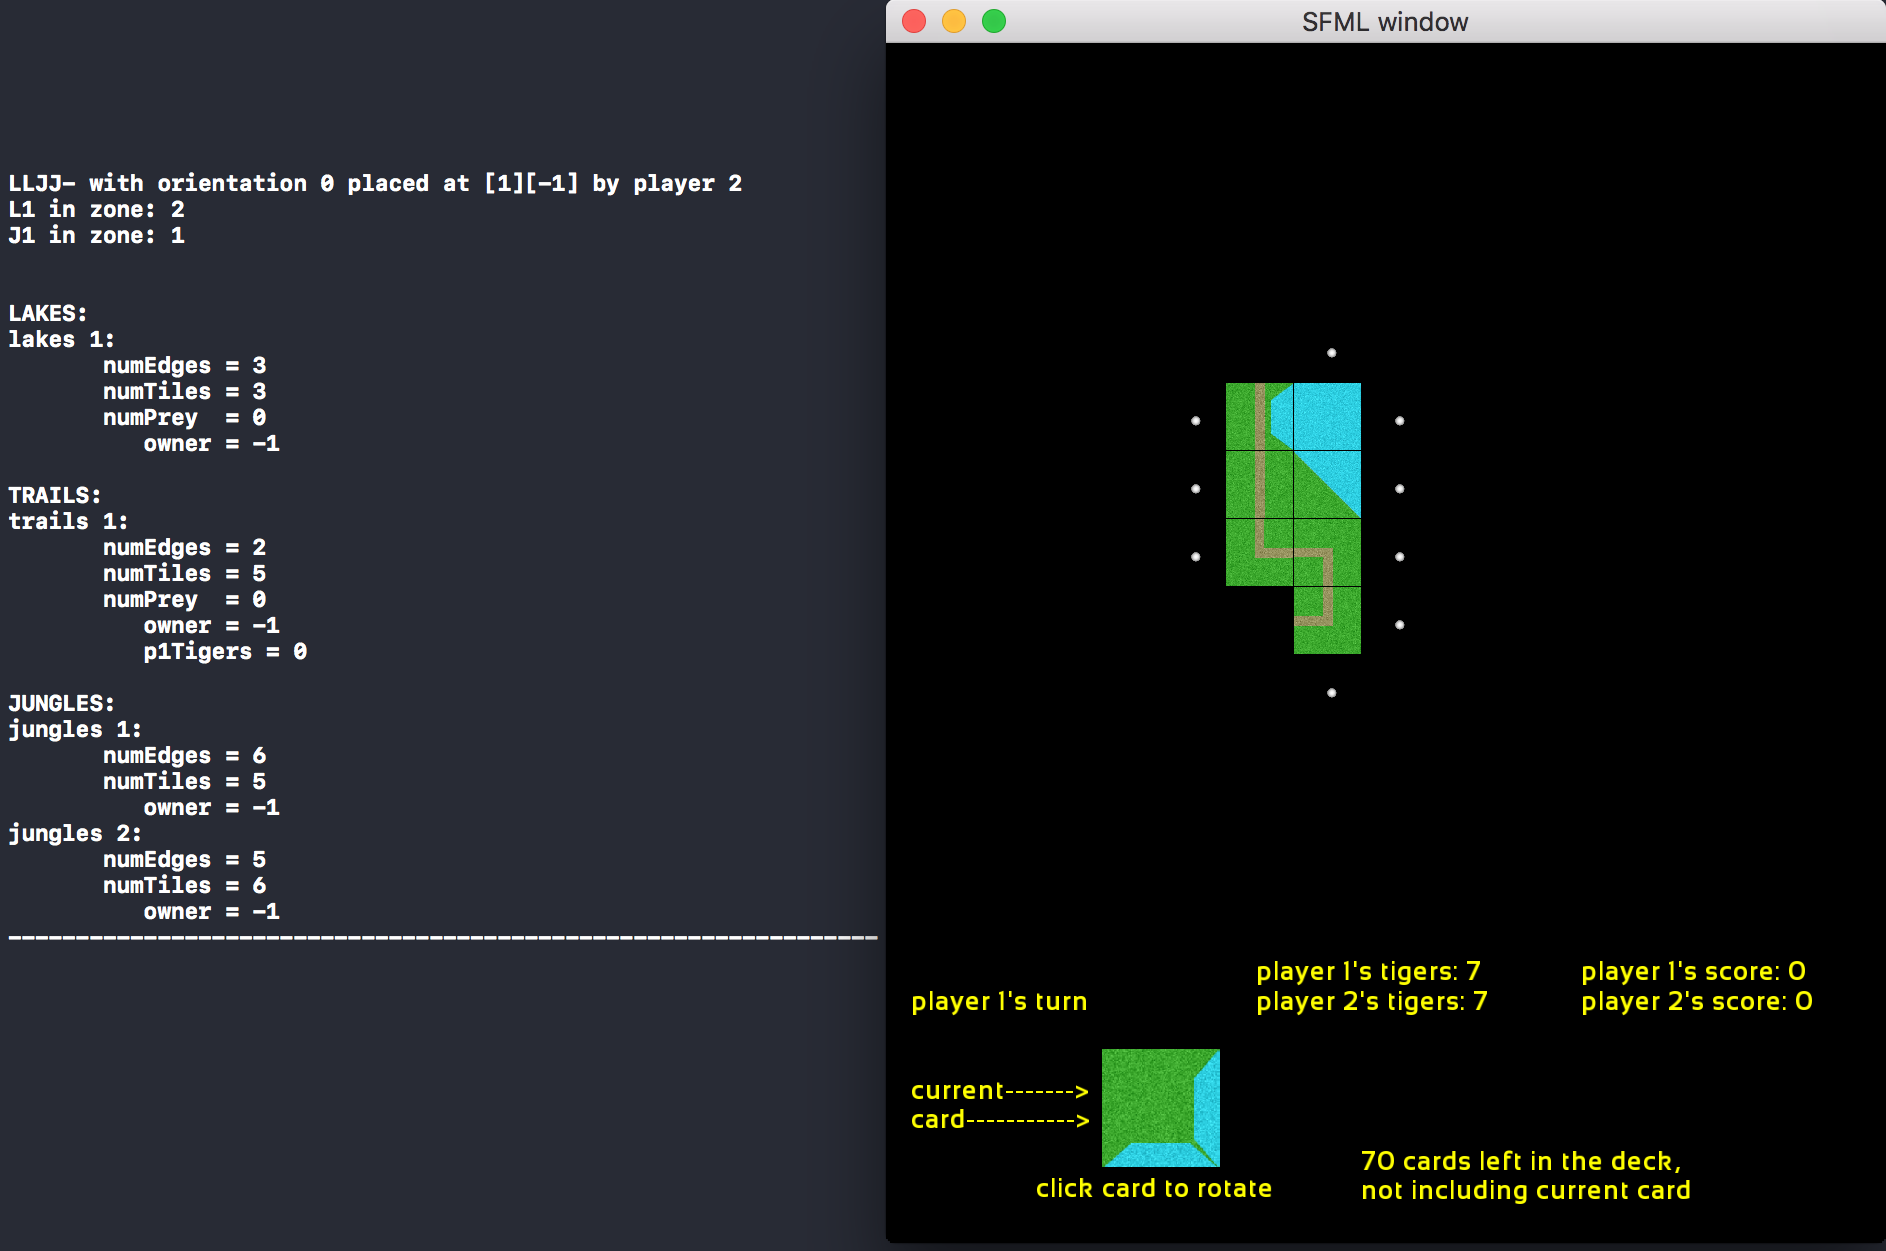 LLJJ- with orientation 0 placed at [1][-1] by player 2
L1 in zone: 2
J1 in zone: 1
LAKES:
lakes 1:
numEdges = 3
numTiles = 3
numPrey = 0
owner = -1
TRAILS:
trails 1:
numEdges = 2
numTiles = 5
numPrey = 0
owner = -1
p1Tigers = 0
JUNGLES:
jungles 1:
numEdges = 6
numTiles = 5
owner = -1
jungles 2:
numEdges = 5
numTiles = 6
owner = -1
----------------------------------------------------------------
SFML window
player 1's turn
player 1's tigers: 7
player 2's tigers: 7
player 1's score: 0
player 2's score: 0
current------->
card----------->
click card to rotate
70 cards left in the deck,
not including current card